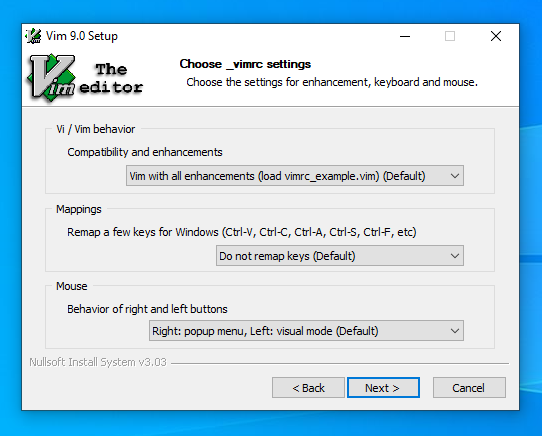 Vim 9.0 Setup
The
Vim editor
Choose _vimrc settings
Choose the settings for enhancement, keyboard and mouse.
Vi / Vim behavior
Compatibility and enhancements
Vim with all enhancements (load vimrc_example.vim) (Default)
Mappings
Remap a few keys for Windows (Ctrl-V, Ctrl-C, Ctrl-A, Ctrl-S, Ctrl-F, etc)
Do not remap keys (Default)
Mouse
Behavior of right and left buttons
Right: popup menu, Left: visual mode (Default)
Nullsoft Install System v3.03
< Back Next > Cancel